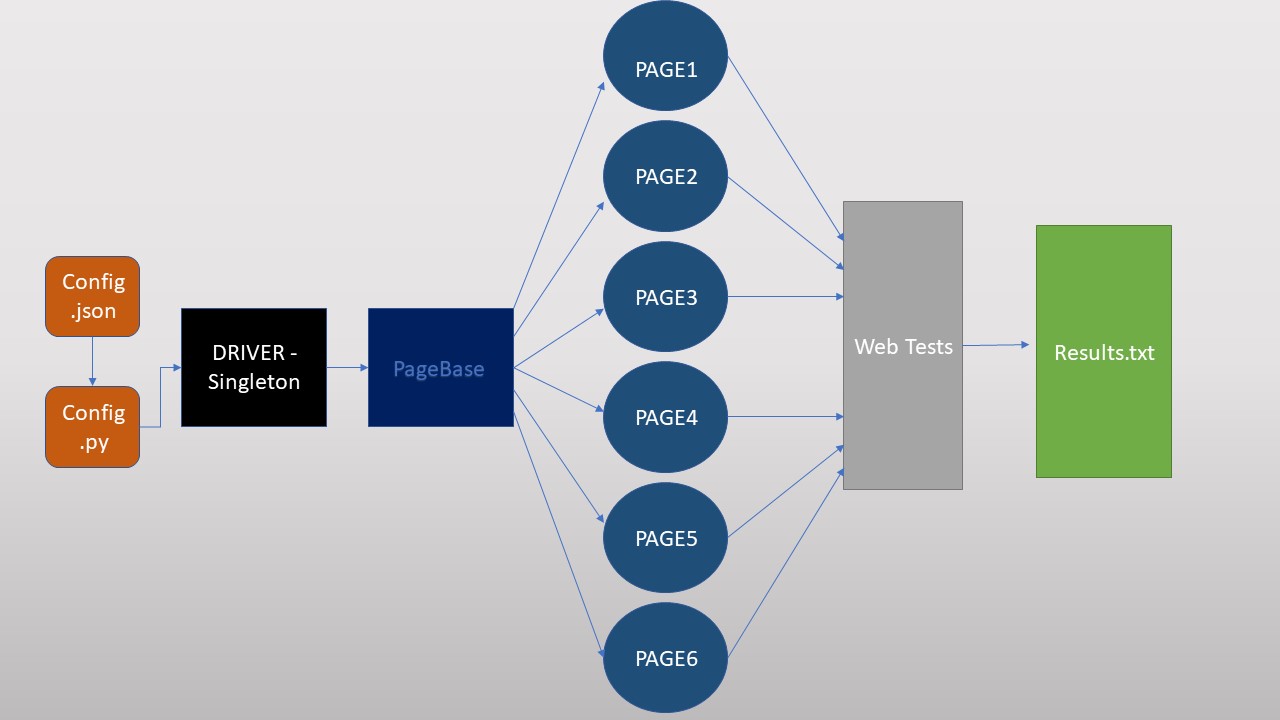 Config
.json
Config
.py
DRIVER -
Singleton
PageBase
PAGE1
PAGE2
PAGE3
PAGE4
PAGE5
PAGE6
Web Tests
Results.txt